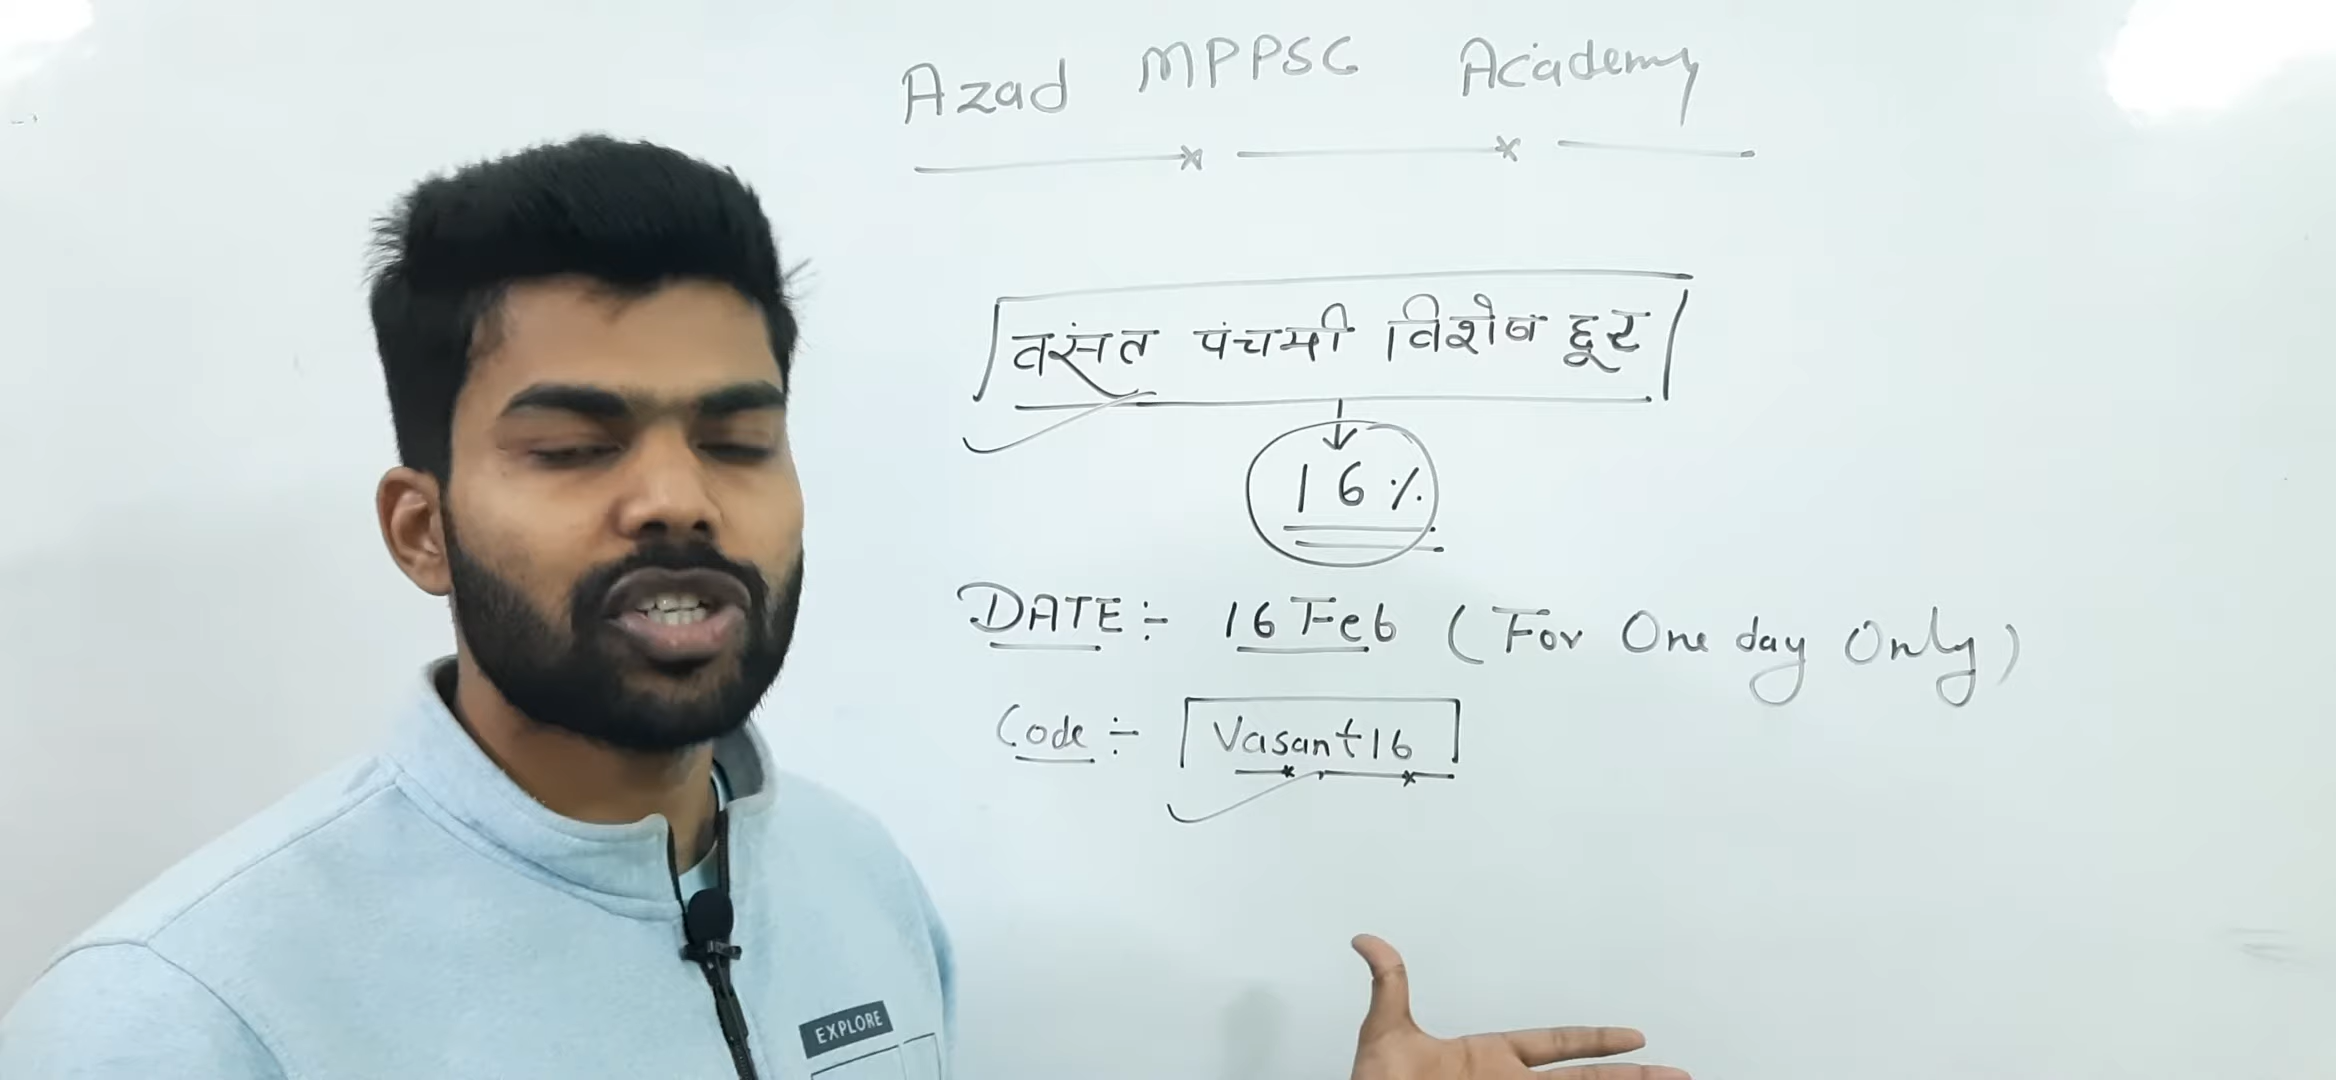 Azad MPPSC Academy
वसंत पंचमी विशेष छूट
16%
DATE :- 16 Feb (For One day Only)
Code :- Vasant16
EXPLORE